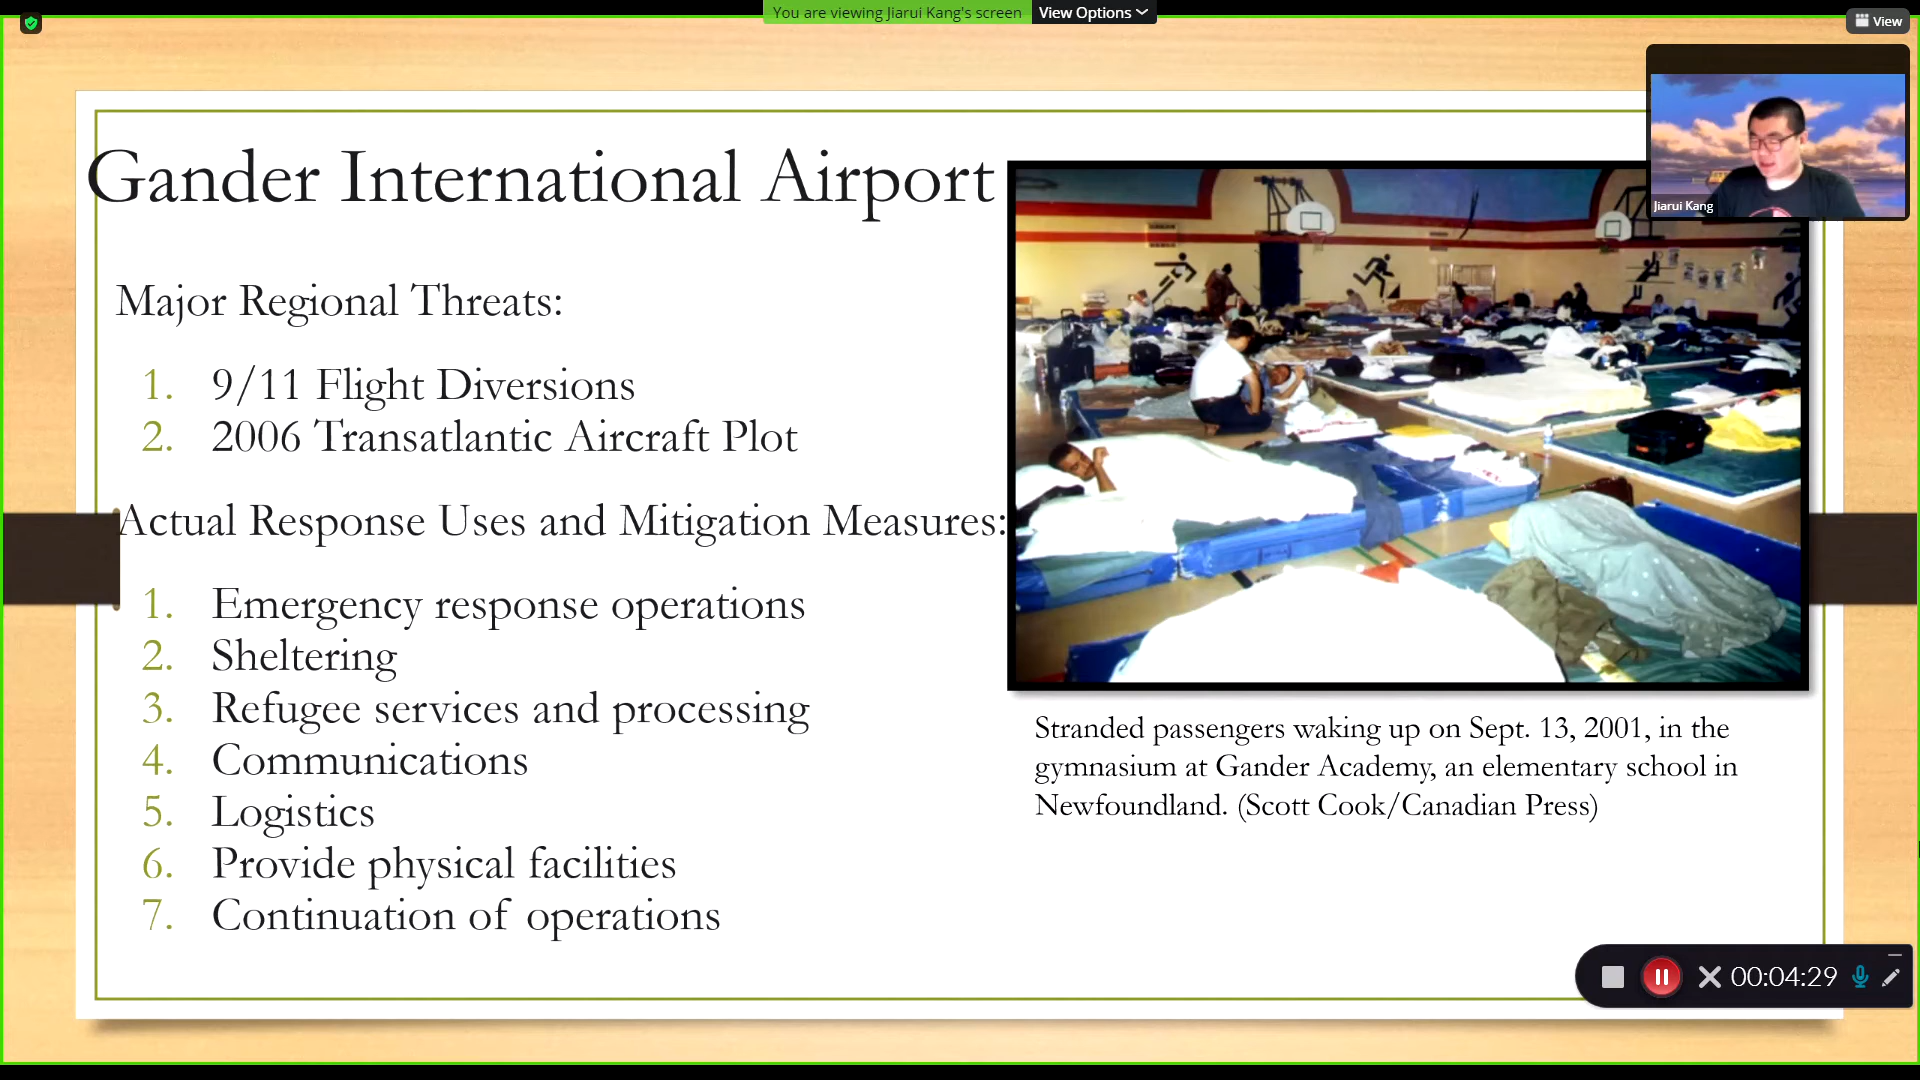 You are viewing Jiarui Kang's screen
View Options
View
Jiarui Kang
Gander International Airport
Major Regional Threats:
1. 9/11 Flight Diversions
2. 2006 Transatlantic Aircraft Plot
Actual Response Uses and Mitigation Measures:
1. Emergency response operations
2. Sheltering
3. Refugee services and processing
4. Communications
5. Logistics
6. Provide physical facilities
7. Continuation of operations
Stranded passengers waking up on Sept. 13, 2001, in the
gymnasium at Gander Academy, an elementary school in
Newfoundland. (Scott Cook/Canadian Press)
00:04:29